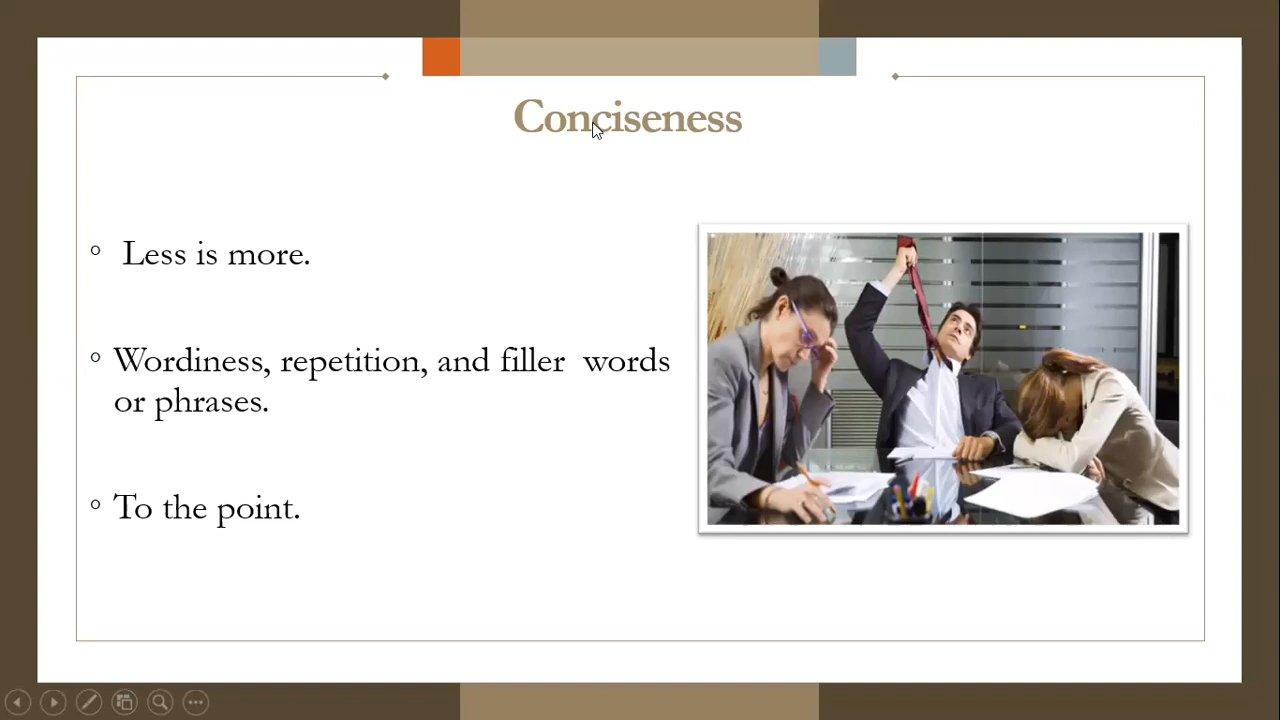 Conciseness
Less is more.
Wordiness, repetition, and filler words
or phrases.
To the point.